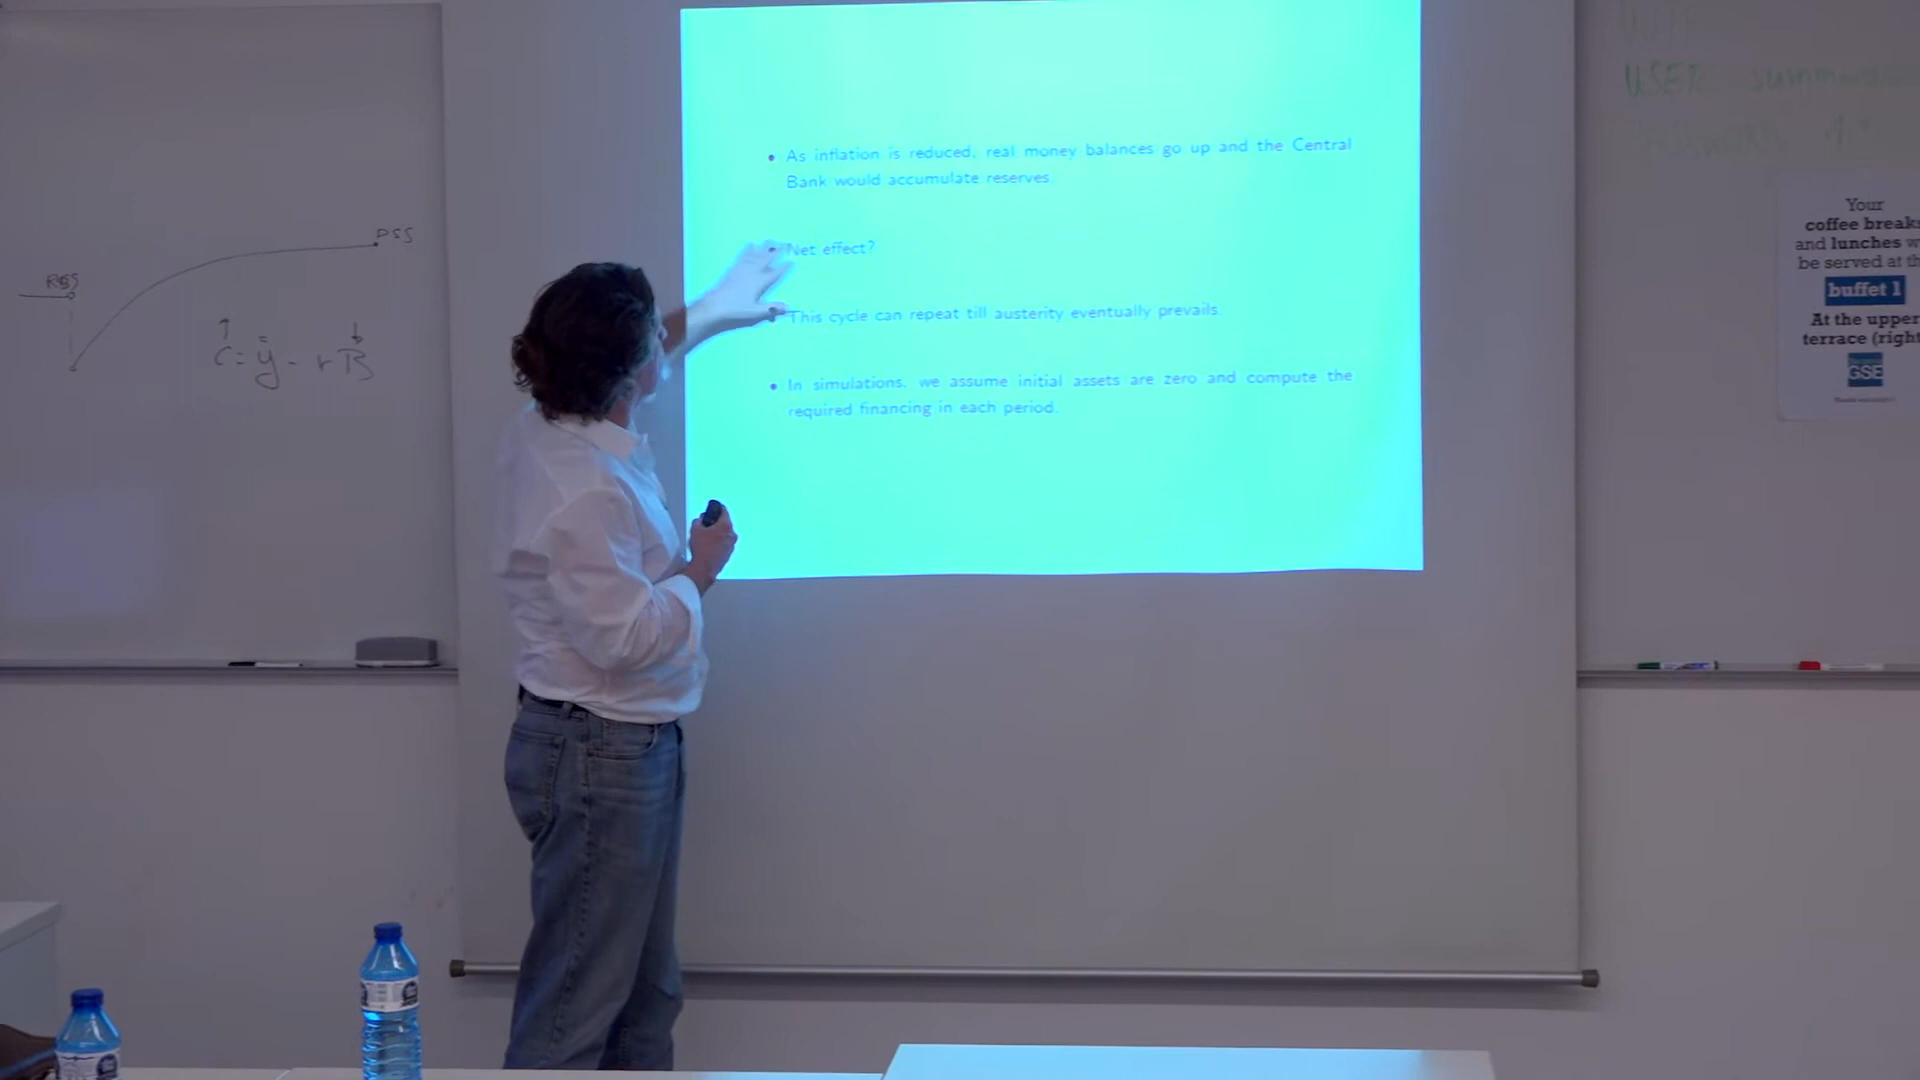 RBSS
PSS
C = ȳ - r B
• As inflation is reduced, real money balances go up and the Central
Bank would accumulate reserves.
• Net effect?
• This cycle can repeat till austerity eventually prevails.
• In simulations, we assume initial assets are zero and compute the
required financing in each period.
Your
coffee breaks
and lunches w
be served at th
buffet 1
At the upper
terrace (right
GSE